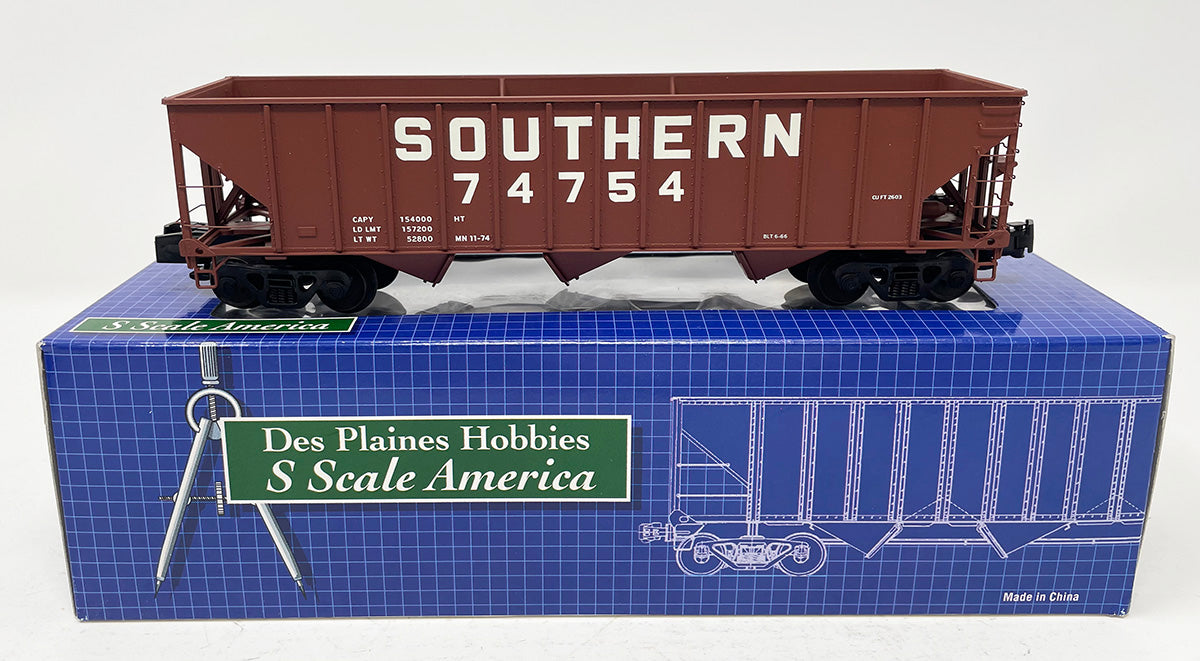 SOUTHERN
74754
CAPY 154000 HT
LD LMT 157200
LT WT 52800 MN 11-74
CU FT 2603
BLT 6-66
S Scale America
Des Plaines Hobbies
S Scale America
Made in China